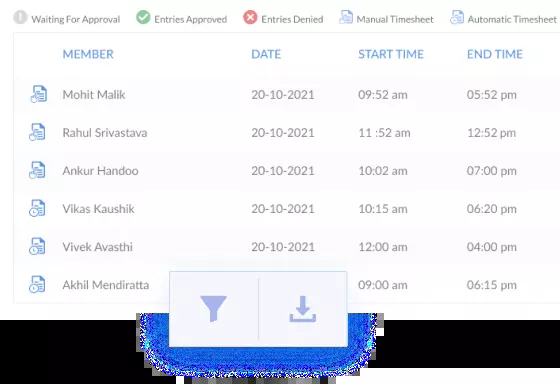 Waiting For Approval Entries Approved Entries Denied Manual Timesheet Automatic Timesheet
MEMBER DATE START TIME END TIME
Mohit Malik 20-10-2021 09:52 am 05:52 pm
Rahul Srivastava 20-10-2021 11 :52 am 12:52 pm
Ankur Handoo 20-10-2021 10:02 am 07:00 pm
Vikas Kaushik 20-10-2021 10:15 am 06:20 pm
Vivek Avasthi 20-10-2021 12:00 am 04:00 pm
Akhil Mendiratta 09:00 am 06:15 pm